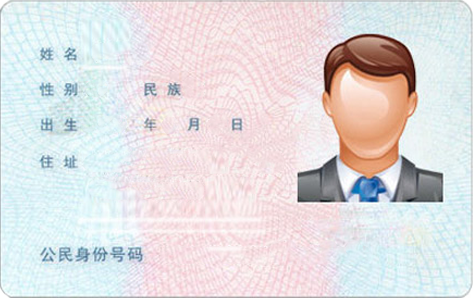 姓 名
性 别 民 族
出 生 年 月 日
住 址
公民身份号码